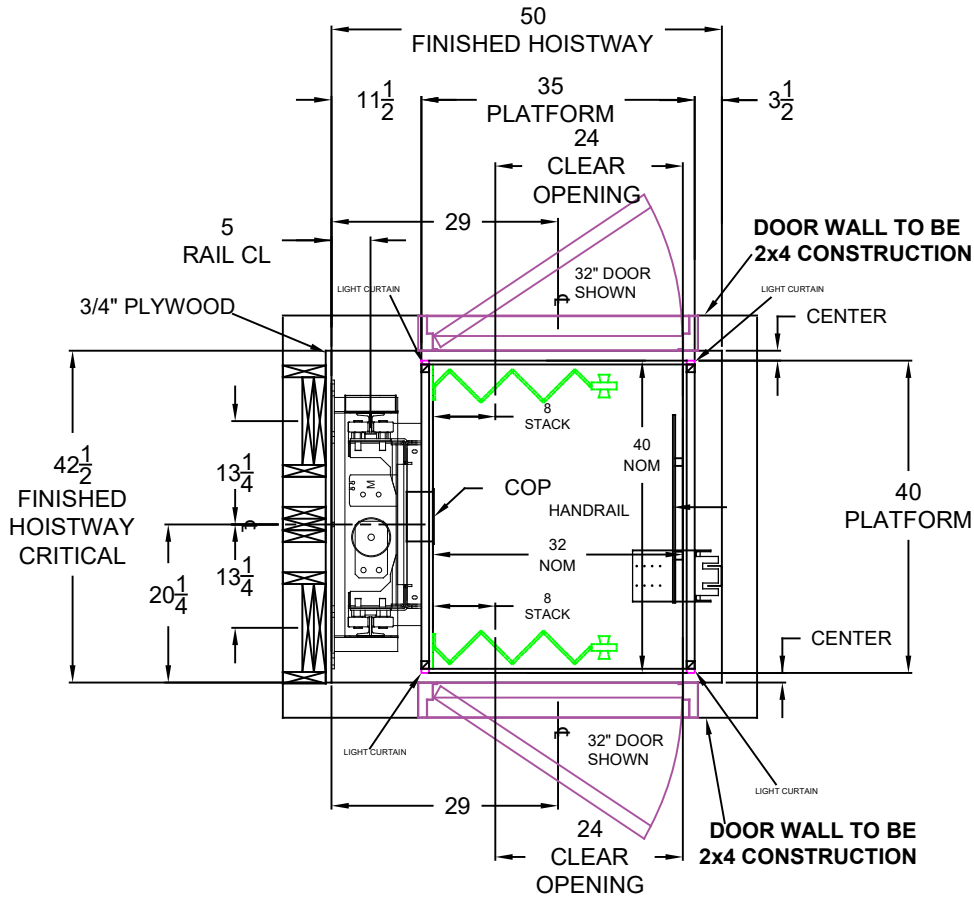 50
FINISHED HOISTWAY
11 1/2
35
PLATFORM
3 1/2
24
CLEAR
OPENING
29
5
RAIL CL
DOOR WALL TO BE
2x4 CONSTRUCTION
32" DOOR
SHOWN
LIGHT CURTAIN
LIGHT CURTAIN
3/4" PLYWOOD
CENTER
8
STACK
42 1/2
FINISHED
HOISTWAY
CRITICAL
13 1/4
M
COP
40
NOM
HANDRAIL
40
PLATFORM
32
NOM
13 1/4
20 1/4
8
STACK
CENTER
32" DOOR
SHOWN
LIGHT CURTAIN
LIGHT CURTAIN
29
24
CLEAR
OPENING
DOOR WALL TO BE
2x4 CONSTRUCTION